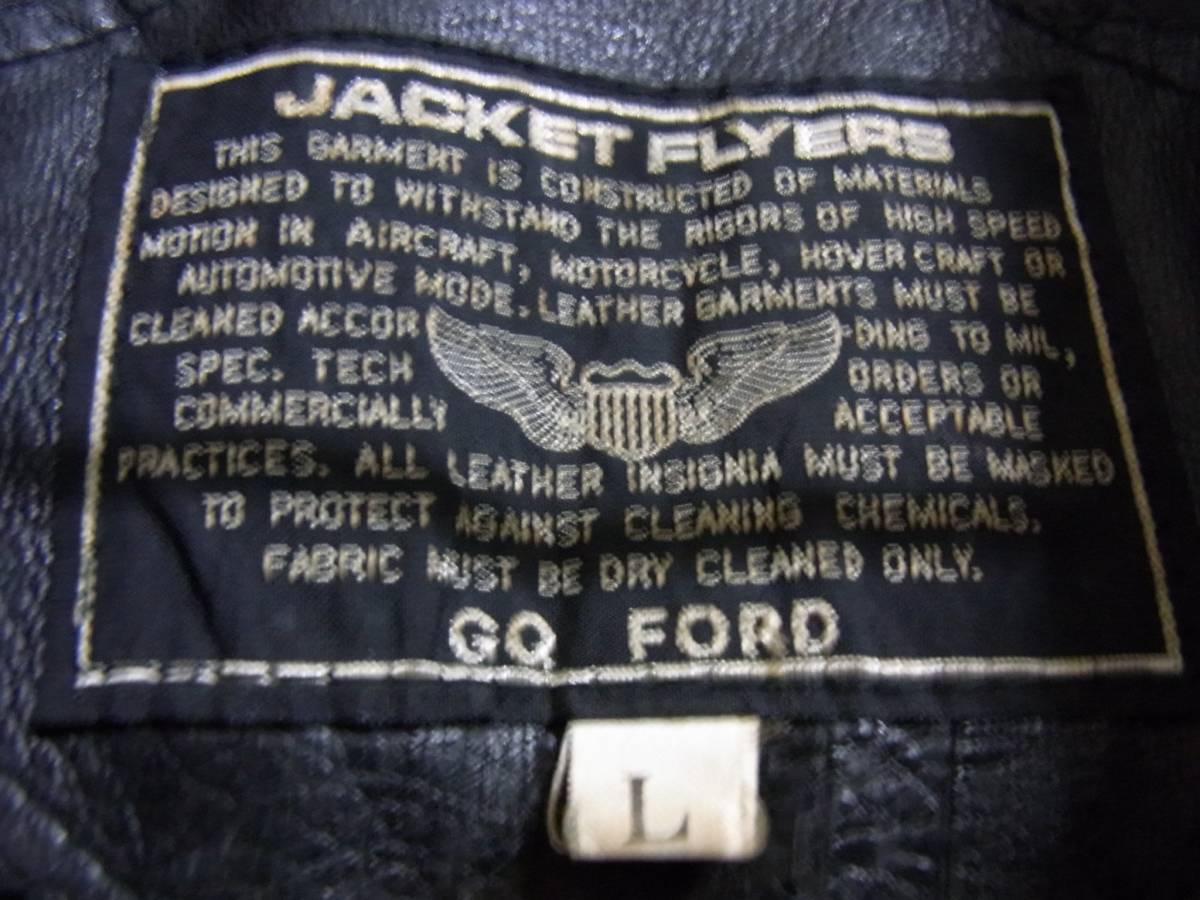 JACKET FLYERS
THIS GARMENT IS CONSTRUCTED OF MATERIALS
DESIGNED TO WITHSTAND THE RIGORS OF HIGH SPEED
MOTION IN AIRCRAFT, MOTORCYCLE, HOVER CRAFT OR
AUTOMOTIVE MODE. LEATHER GARMENTS MUST BE
CLEANED ACCOR-DING TO MIL,
SPEC. TECH ORDERS OR
COMMERCIALLY ACCEPTABLE
PRACTICES. ALL LEATHER INSIGNIA MUST BE MASKED
TO PROTECT AGAINST CLEANING CHEMICALS.
FABRIC MUST BE DRY CLEANED ONLY.
GO FORD
L